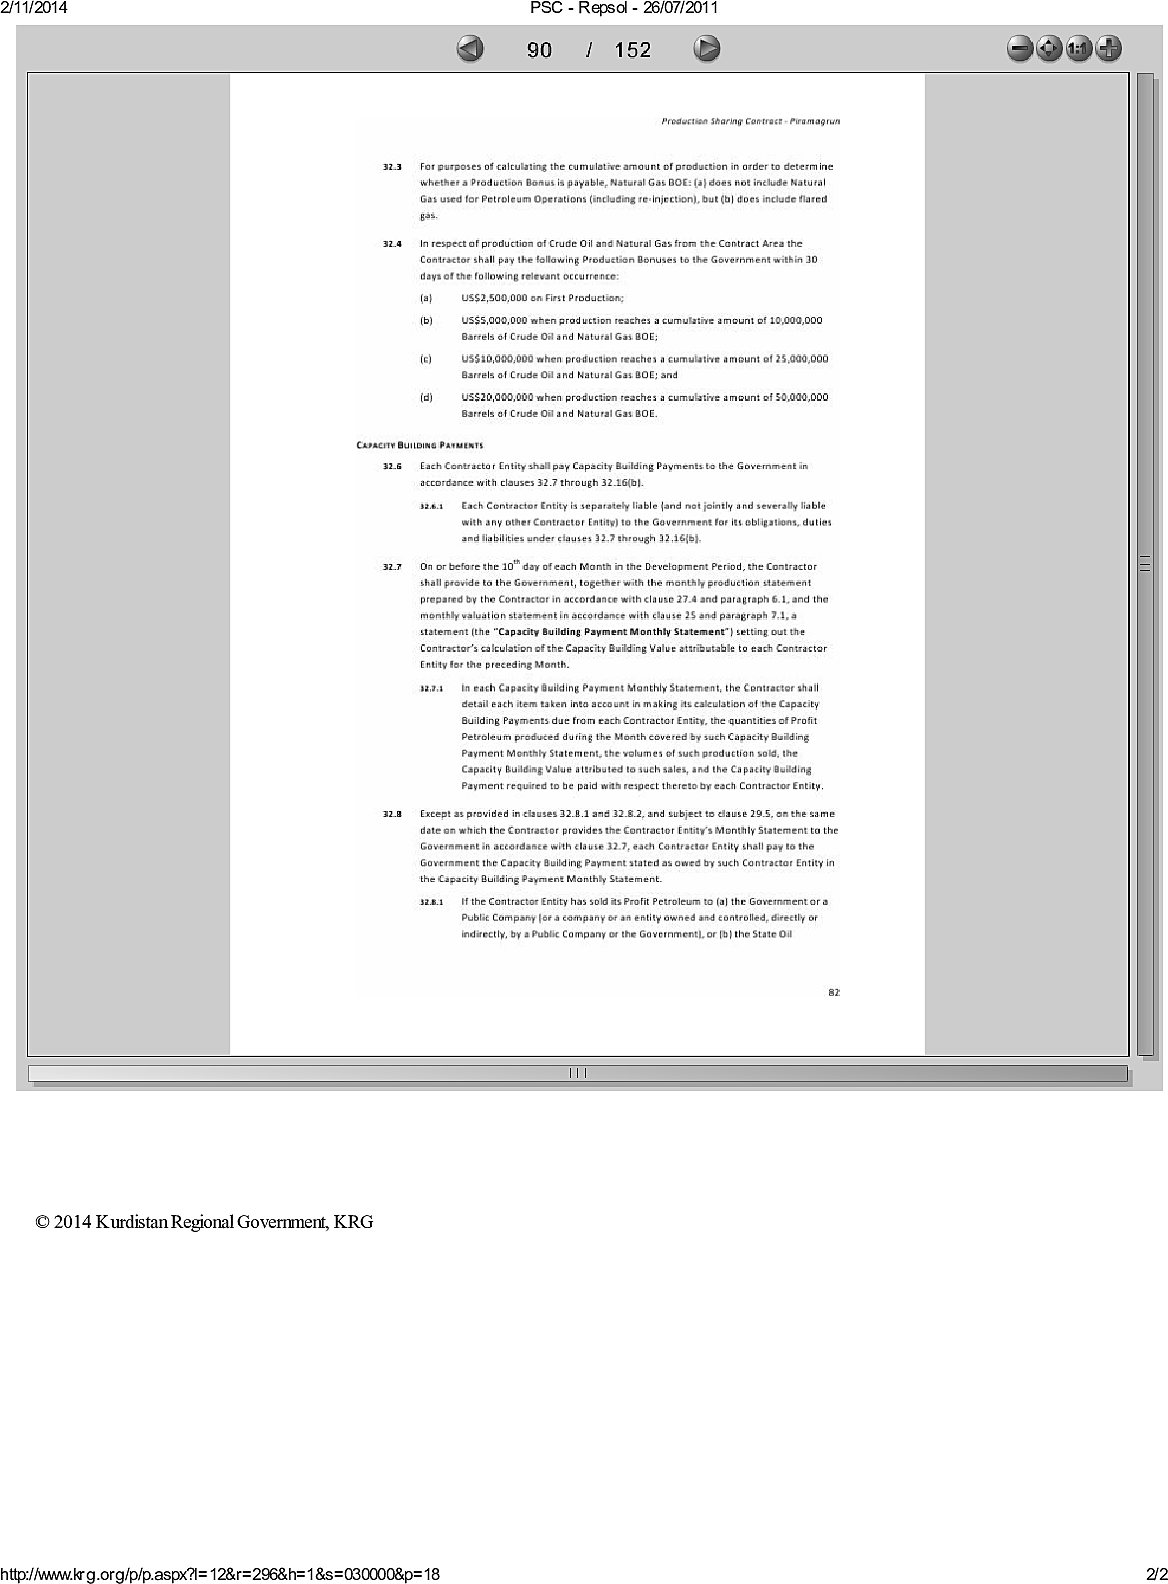 2/11/2014 PSC - Repsol - 26/07/2011
90 / 152
1:1
Production Sharing Contract - Piramagrun
32.3 For purposes of calculating the cumulative amount of production in order to determine
whether a Production Bonus is payable, Natural Gas BOE: (a) does not include Natural
Gas used for Petroleum Operations (including re-injection), but (b) does include flared
gas.
32.4 In respect of production of Crude Oil and Natural Gas from the Contract Area the
Contractor shall pay the following Production Bonuses to the Government within 30
days of the following relevant occurrence:
(a) US$2,500,000 on First Production;
(b) US$5,000,000 when production reaches a cumulative amount of 10,000,000
Barrels of Crude Oil and Natural Gas BOE;
(c) US$10,000,000 when production reaches a cumulative amount of 25,000,000
Barrels of Crude Oil and Natural Gas BOE; and
(d) US$20,000,000 when production reaches a cumulative amount of 50,000,000
Barrels of Crude Oil and Natural Gas BOE.
CAPACITY BUILDING PAYMENTS
32.6 Each Contractor Entity shall pay Capacity Building Payments to the Government in
accordance with clauses 32.7 through 32.16(b).
32.6.1 Each Contractor Entity is separately liable (and not jointly and severally liable
with any other Contractor Entity) to the Government for its obligations, duties
and liabilities under clauses 32.7 through 32.16(b).
32.7 On or before the 10th day of each Month in the Development Period, the Contractor
shall provide to the Government, together with the monthly production statement
prepared by the Contractor in accordance with clause 27.4 and paragraph 6.1, and the
monthly valuation statement in accordance with clause 25 and paragraph 7.1, a
statement (the "Capacity Building Payment Monthly Statement") setting out the
Contractor's calculation of the Capacity Building Value attributable to each Contractor
Entity for the preceding Month.
32.7.1 In each Capacity Building Payment Monthly Statement, the Contractor shall
detail each item taken into account in making its calculation of the Capacity
Building Payments due from each Contractor Entity, the quantities of Profit
Petroleum produced during the Month covered by such Capacity Building
Payment Monthly Statement, the volumes of such production sold, the
Capacity Building Value attributed to such sales, and the Capacity Building
Payment required to be paid with respect thereto by each Contractor Entity.
32.8 Except as provided in clauses 32.8.1 and 32.8.2, and subject to clause 29.5, on the same
date on which the Contractor provides the Contractor Entity's Monthly Statement to the
Government in accordance with clause 32.7, each Contractor Entity shall pay to the
Government the Capacity Building Payment stated as owed by such Contractor Entity in
the Capacity Building Payment Monthly Statement.
32.8.1 If the Contractor Entity has sold its Profit Petroleum to (a) the Government or a
Public Company (or a company or an entity owned and controlled, directly or
indirectly, by a Public Company or the Government), or (b) the State Oil
82
© 2014 Kurdistan Regional Government, KRG
http://www.krg.org/p/p.aspx?l=12&r=296&h=1&s=030000&p=18 2/2